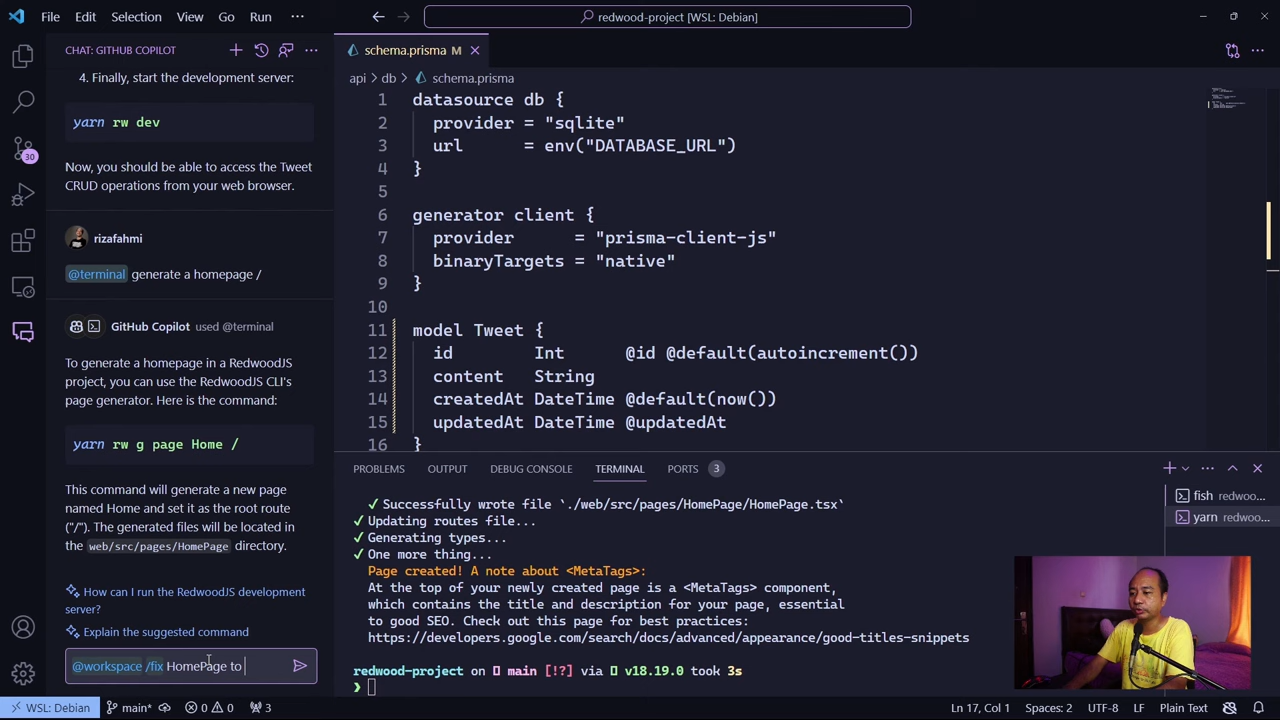 File Edit Selection View Go Run ···
redwood-project [WSL: Debian]
CHAT: GITHUB COPILOT
4. Finally, start the development server:
yarn rw dev
Now, you should be able to access the Tweet
CRUD operations from your web browser.
rizafahmi
@terminal generate a homepage /
GitHub Copilot used @terminal
To generate a homepage in a RedwoodJS
project, you can use the RedwoodJS CLI's
page generator. Here is the command:
yarn rw g page Home /
This command will generate a new page
named Home and set it as the root route
("/"). The generated files will be located in
the web/src/pages/HomePage directory.
How can I run the RedwoodJS development
server?
Explain the suggested command
@workspace /fix HomePage to
30
schema.prisma M
api > db > schema.prisma
1 datasource db {
2 provider = "sqlite"
3 url = env("DATABASE_URL")
4 }
5
6 generator client {
7 provider = "prisma-client-js"
8 binaryTargets = "native"
9 }
10
11 model Tweet {
12 id Int @id @default(autoincrement())
13 content String
14 createdAt DateTime @default(now())
15 updatedAt DateTime @updatedAt
16 }
PROBLEMS OUTPUT DEBUG CONSOLE TERMINAL PORTS 3
✓ Successfully wrote file `./web/src/pages/HomePage/HomePage.tsx`
✓ Updating routes file...
✓ Generating types...
✓ One more thing...
Page created! A note about <MetaTags>:
At the top of your newly created page is a <MetaTags> component,
which contains the title and description for your page, essential
to good SEO. Check out this page for best practices:
https://developers.google.com/search/docs/advanced/appearance/good-titles-snippets
redwood-project on main [!?] via v18.19.0 took 3s
❯
fish redwoo...
yarn redwoo...
WSL: Debian main* 0 0 3
Ln 17, Col 1 Spaces: 2 UTF-8 LF Plain Text